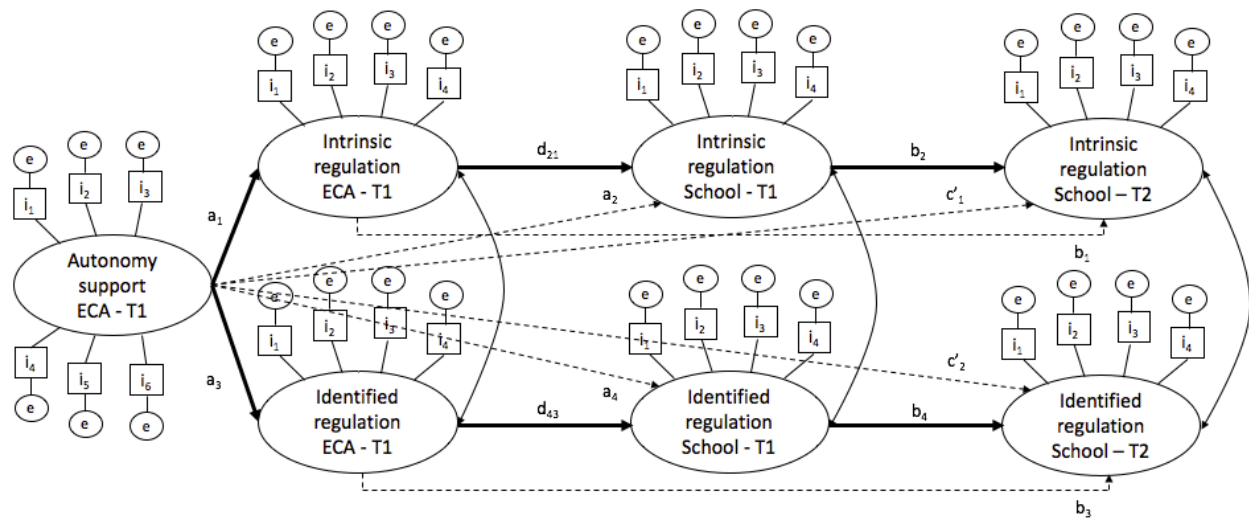 e e e e
i₁ i₂ i₃ i₄
Intrinsic
regulation
ECA - T1
e e e e
i₁ i₂ i₃ i₄
Intrinsic
regulation
School - T1
e e e e
i₁ i₂ i₃ i₄
Intrinsic
regulation
School – T2
d₂₁
b₂
e e e
i₁ i₂ i₃
Autonomy
support
ECA - T1
i₄ i₅ i₆
e e e
a₁
a₂
c'₁
b₁
a₃
a₄
c'₂
e e e e
i₁ i₂ i₃ i₄
Identified
regulation
ECA - T1
e e e e
i₁ i₂ i₃ i₄
Identified
regulation
School - T1
e e e e
i₁ i₂ i₃ i₄
Identified
regulation
School – T2
d₄₃
b₄
b₃